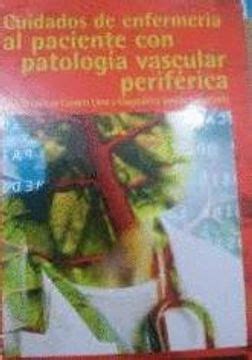 Cuidados de enfermería
al paciente con
patología vascular
periférica